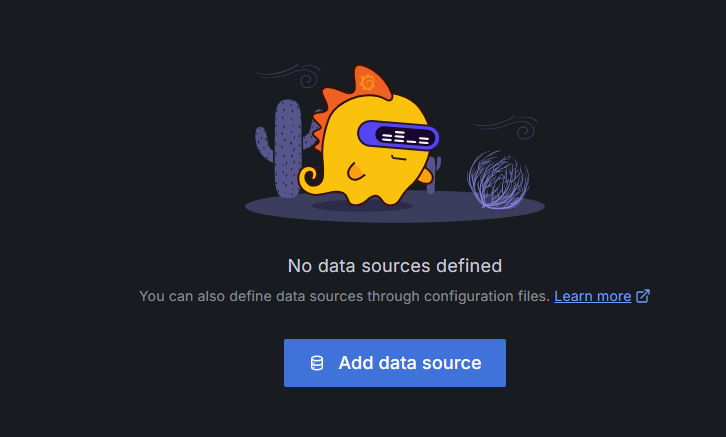 No data sources defined
You can also define data sources through configuration files. Learn more
Add data source